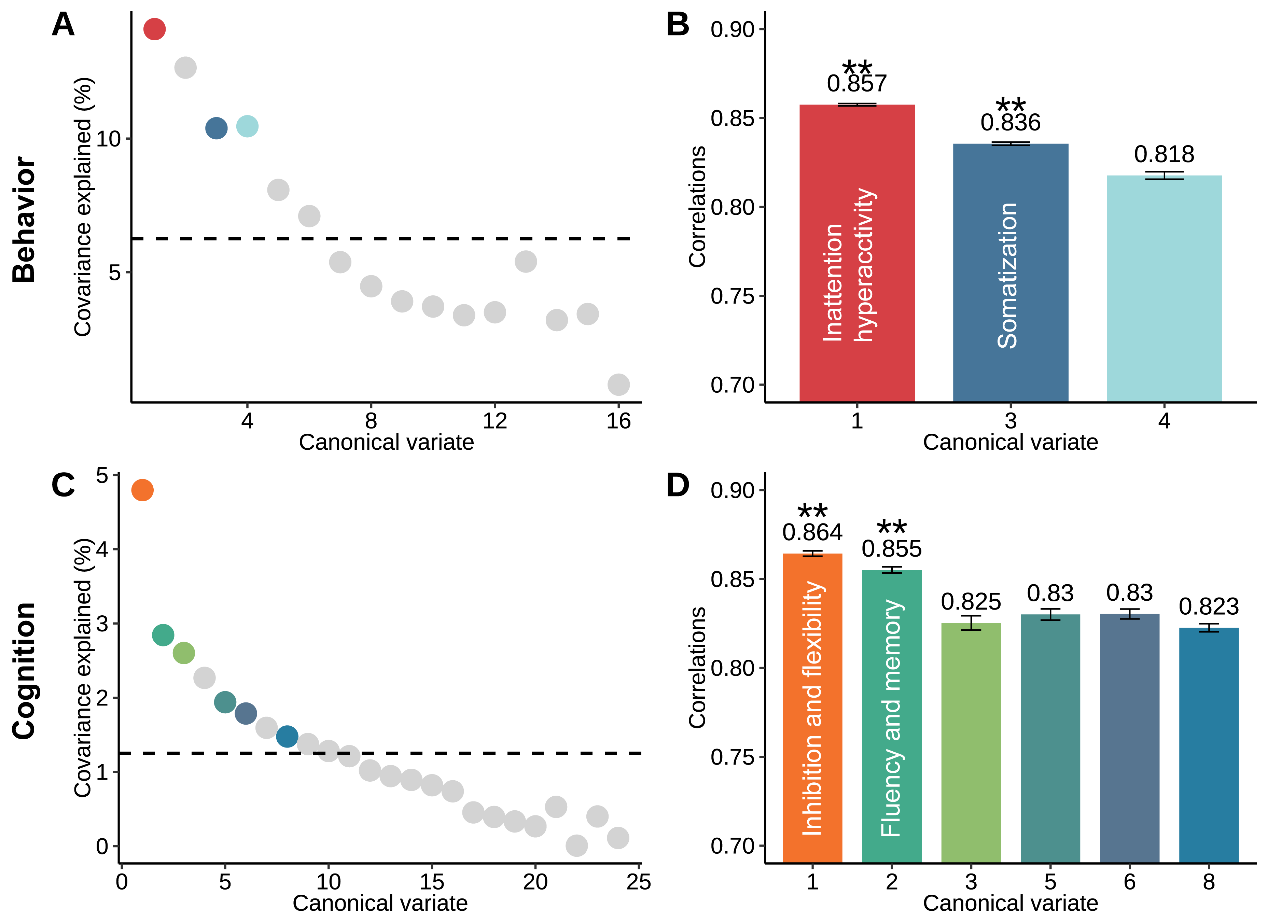 A
Behavior
Covariance explained (%)
10
5
4
8
12
16
Canonical variate
B
Correlations
0.90
0.85
0.80
0.75
0.70
**
0.857
**
0.836
0.818
Inattention
hyperacctivity
Somatization
1
3
4
Canonical variate
C
Cognition
Covariance explained (%)
5
4
3
2
1
0
0
5
10
15
20
25
Canonical variate
D
Correlations
0.90
0.85
0.80
0.75
0.70
**
0.864
**
0.855
0.825
0.83
0.83
0.823
Inhibition and flexibility
Fluency and memory
1
2
3
5
6
8
Canonical variate